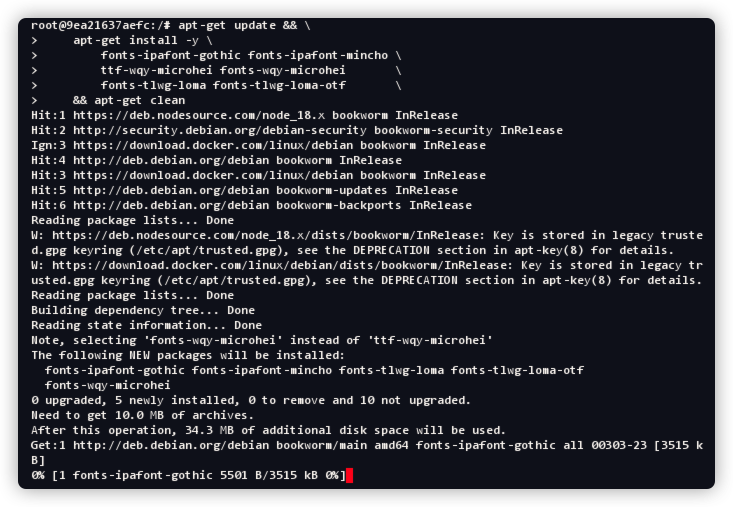 root@9ea21637aefc:/# apt-get update && \
>     apt-get install -y \
>         fonts-ipafont-gothic fonts-ipafont-mincho \
>         ttf-wqy-microhei fonts-wqy-microhei       \
>         fonts-tlwg-loma fonts-tlwg-loma-otf       \
>     && apt-get clean
Hit:1 https://deb.nodesource.com/node_18.x bookworm InRelease
Hit:2 http://security.debian.org/debian-security bookworm-security InRelease
Ign:3 https://download.docker.com/linux/debian bookworm InRelease
Hit:4 http://deb.debian.org/debian bookworm InRelease
Hit:3 https://download.docker.com/linux/debian bookworm InRelease
Hit:5 http://deb.debian.org/debian bookworm-updates InRelease
Hit:6 http://deb.debian.org/debian bookworm-backports InRelease
Reading package lists... Done
W: https://deb.nodesource.com/node_18.x/dists/bookworm/InRelease: Key is stored in legacy truste
d.gpg keyring (/etc/apt/trusted.gpg), see the DEPRECATION section in apt-key(8) for details.
W: https://download.docker.com/linux/debian/dists/bookworm/InRelease: Key is stored in legacy tr
usted.gpg keyring (/etc/apt/trusted.gpg), see the DEPRECATION section in apt-key(8) for details.
Reading package lists... Done
Building dependency tree... Done
Reading state information... Done
Note, selecting 'fonts-wqy-microhei' instead of 'ttf-wqy-microhei'
The following NEW packages will be installed:
  fonts-ipafont-gothic fonts-ipafont-mincho fonts-tlwg-loma fonts-tlwg-loma-otf
  fonts-wqy-microhei
0 upgraded, 5 newly installed, 0 to remove and 10 not upgraded.
Need to get 10.0 MB of archives.
After this operation, 34.3 MB of additional disk space will be used.
Get:1 http://deb.debian.org/debian bookworm/main amd64 fonts-ipafont-gothic all 00303-23 [3515 k
B]
0% [1 fonts-ipafont-gothic 5501 B/3515 kB 0%]